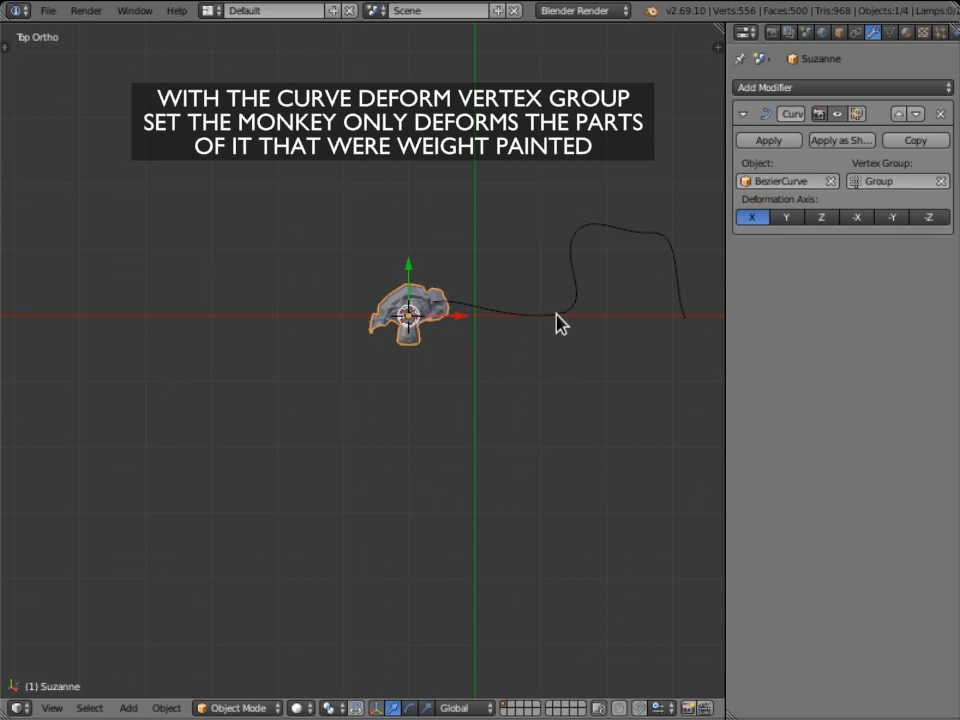 File Render Window Help Default Scene Blender Render v2.69.10 | Verts:556 | Faces:500 | Tris:968 | Objects:1/4 | Lamps:0/
Top Ortho
Suzanne
WITH THE CURVE DEFORM VERTEX GROUP
SET THE MONKEY ONLY DEFORMS THE PARTS
OF IT THAT WERE WEIGHT PAINTED
Add Modifier
Curv
Apply Apply as Sh... Copy
Object: Vertex Group:
BezierCurve Group
Deformation Axis:
X Y Z -X -Y -Z
(1) Suzanne
View Select Add Object Object Mode Global